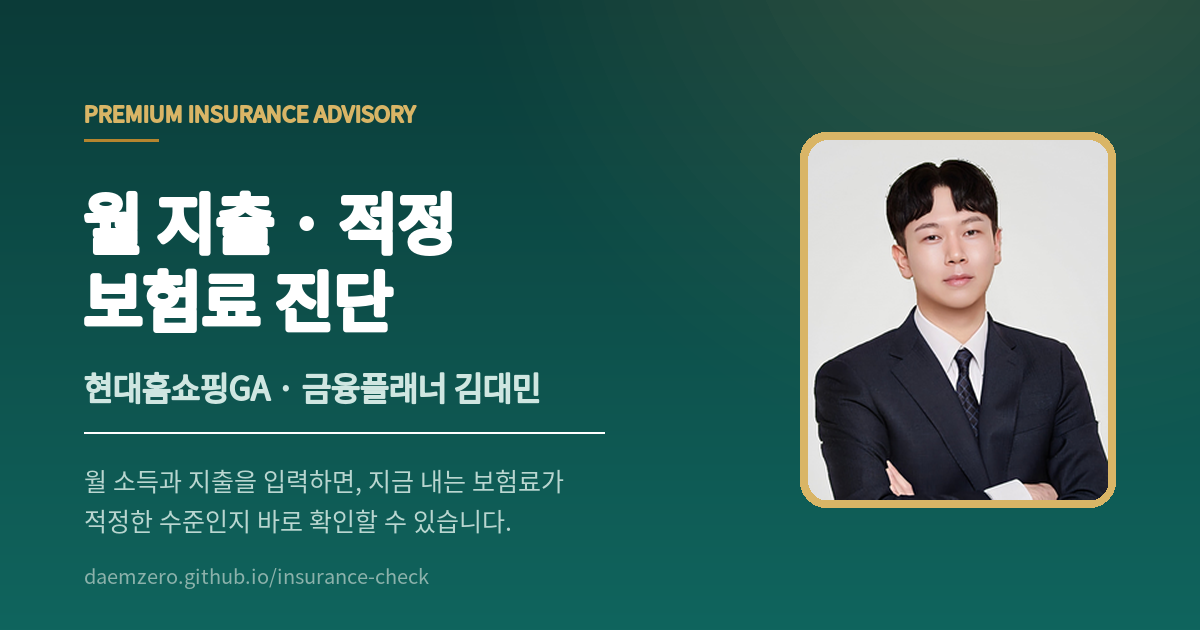 PREMIUM INSURANCE ADVISORY
월 지출 · 적정
보험료 진단
현대홈쇼핑GA · 금융플래너 김대민
월 소득과 지출을 입력하면, 지금 내는 보험료가
적정한 수준인지 바로 확인할 수 있습니다.
daemzero.github.io/insurance-check